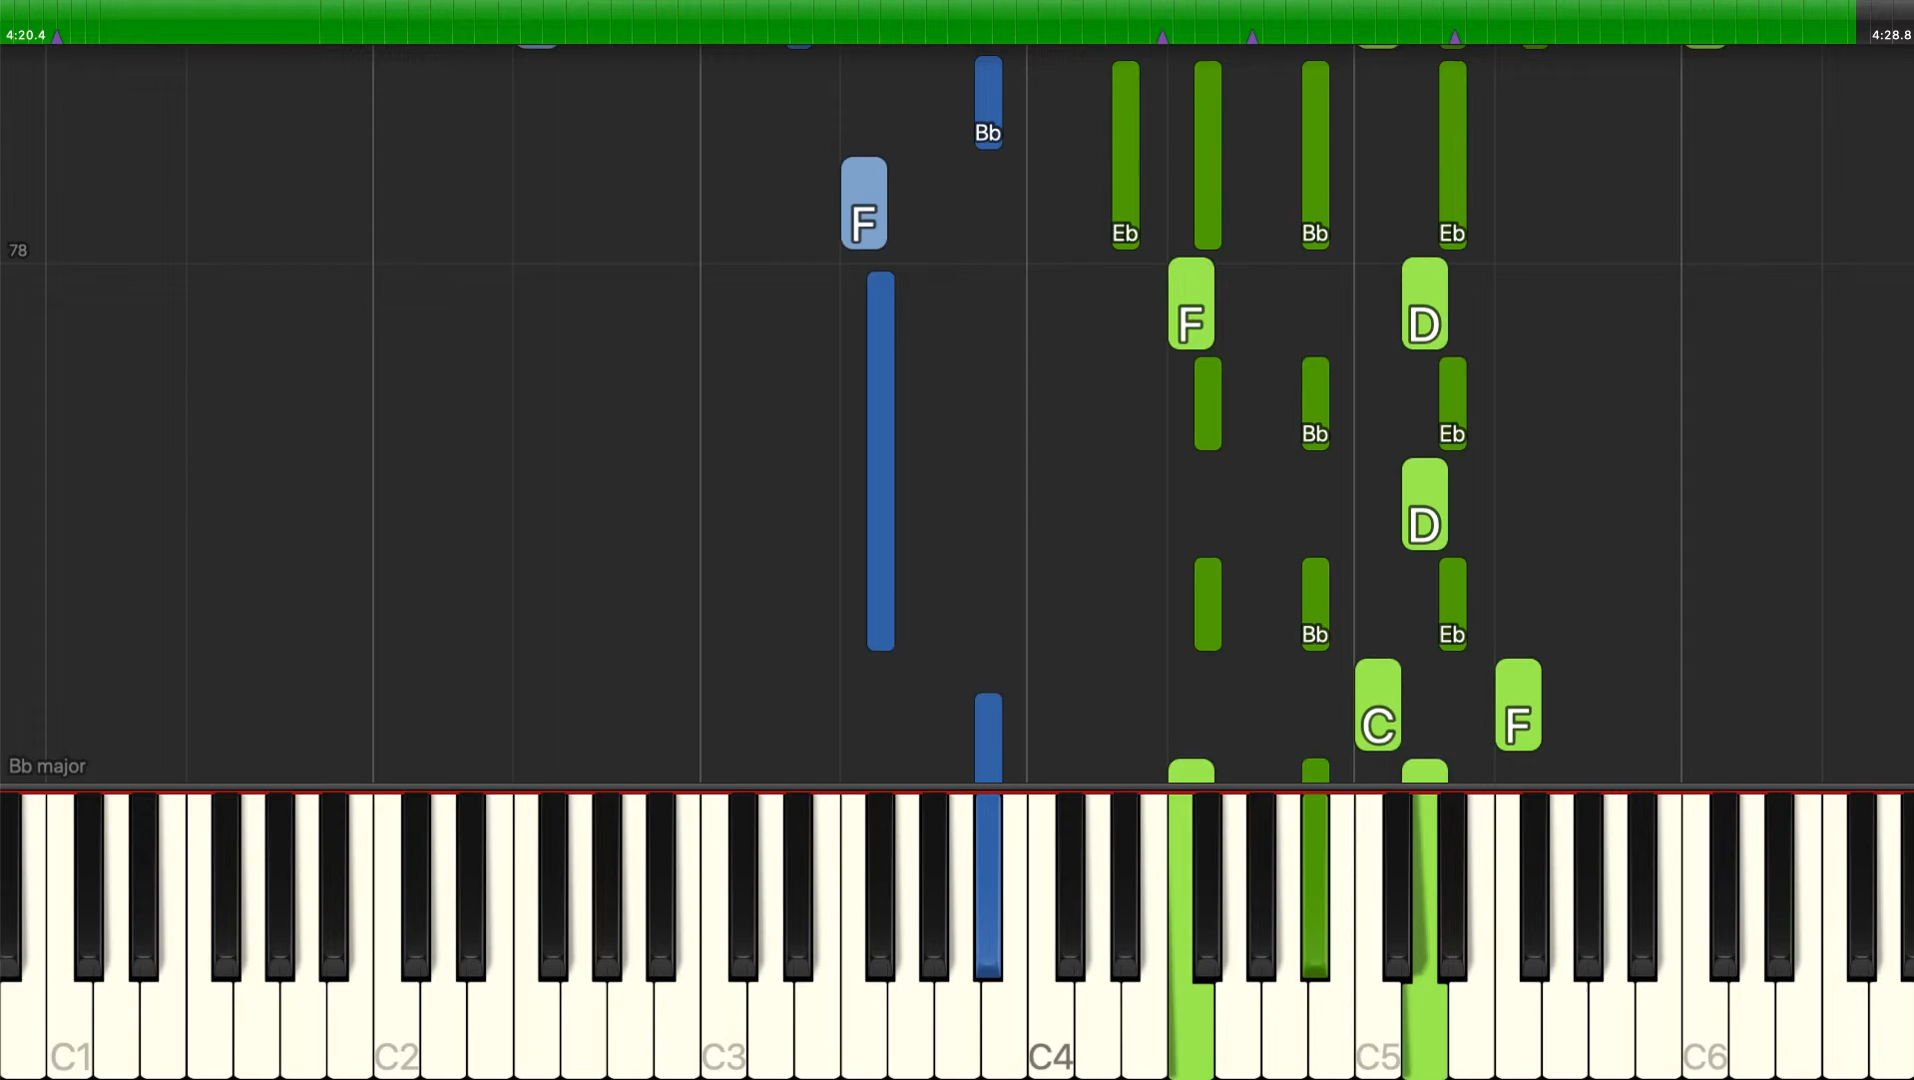 4:20.4 4:28.8
Bb
F Eb Bb Eb
78
F D
Bb Eb
D
Bb Eb
C F
Bb major
C1 C2 C3 C4 C5 C6